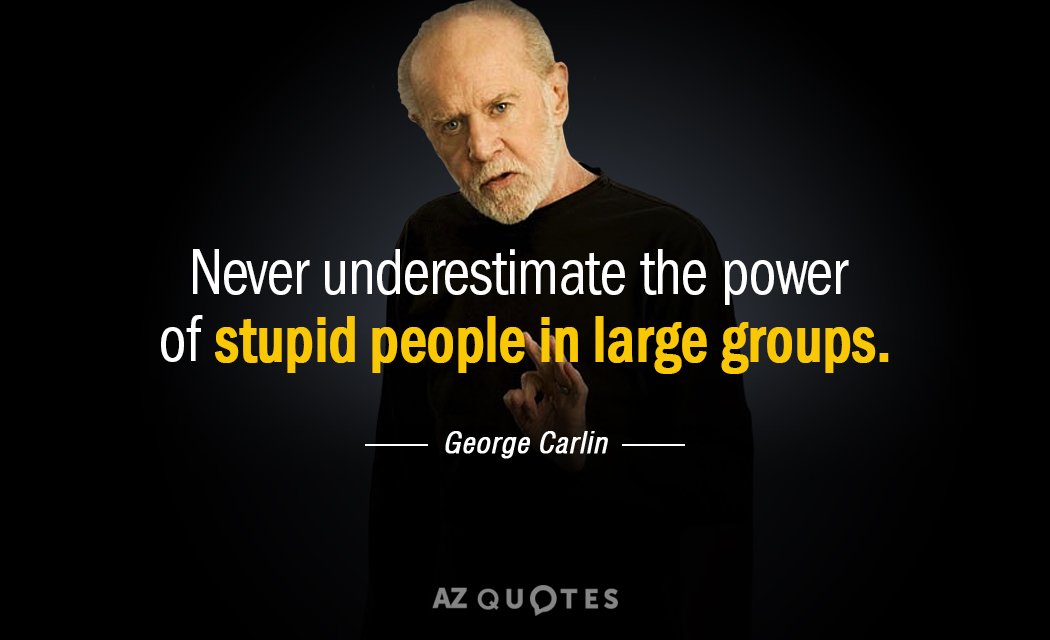 Never underestimate the power
of stupid people in large groups.
George Carlin
AZ QUOTES